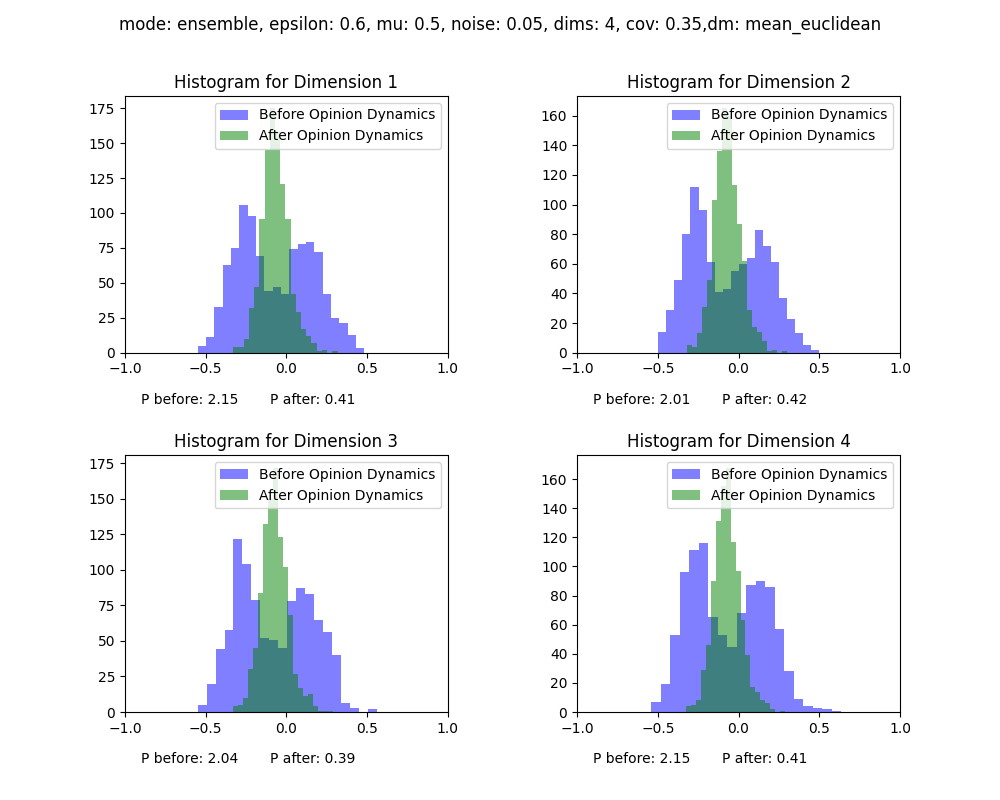 mode: ensemble, epsilon: 0.6, mu: 0.5, noise: 0.05, dims: 4, cov: 0.35,dm: mean_euclidean
Histogram for Dimension 1
Before Opinion Dynamics
After Opinion Dynamics
175
150
125
100
75
50
25
0
−1.0 −0.5 0.0 0.5 1.0
P before: 2.15 P after: 0.41
Histogram for Dimension 2
Before Opinion Dynamics
After Opinion Dynamics
160
140
120
100
80
60
40
20
0
−1.0 −0.5 0.0 0.5 1.0
P before: 2.01 P after: 0.42
Histogram for Dimension 3
Before Opinion Dynamics
After Opinion Dynamics
175
150
125
100
75
50
25
0
−1.0 −0.5 0.0 0.5 1.0
P before: 2.04 P after: 0.39
Histogram for Dimension 4
Before Opinion Dynamics
After Opinion Dynamics
160
140
120
100
80
60
40
20
0
−1.0 −0.5 0.0 0.5 1.0
P before: 2.15 P after: 0.41